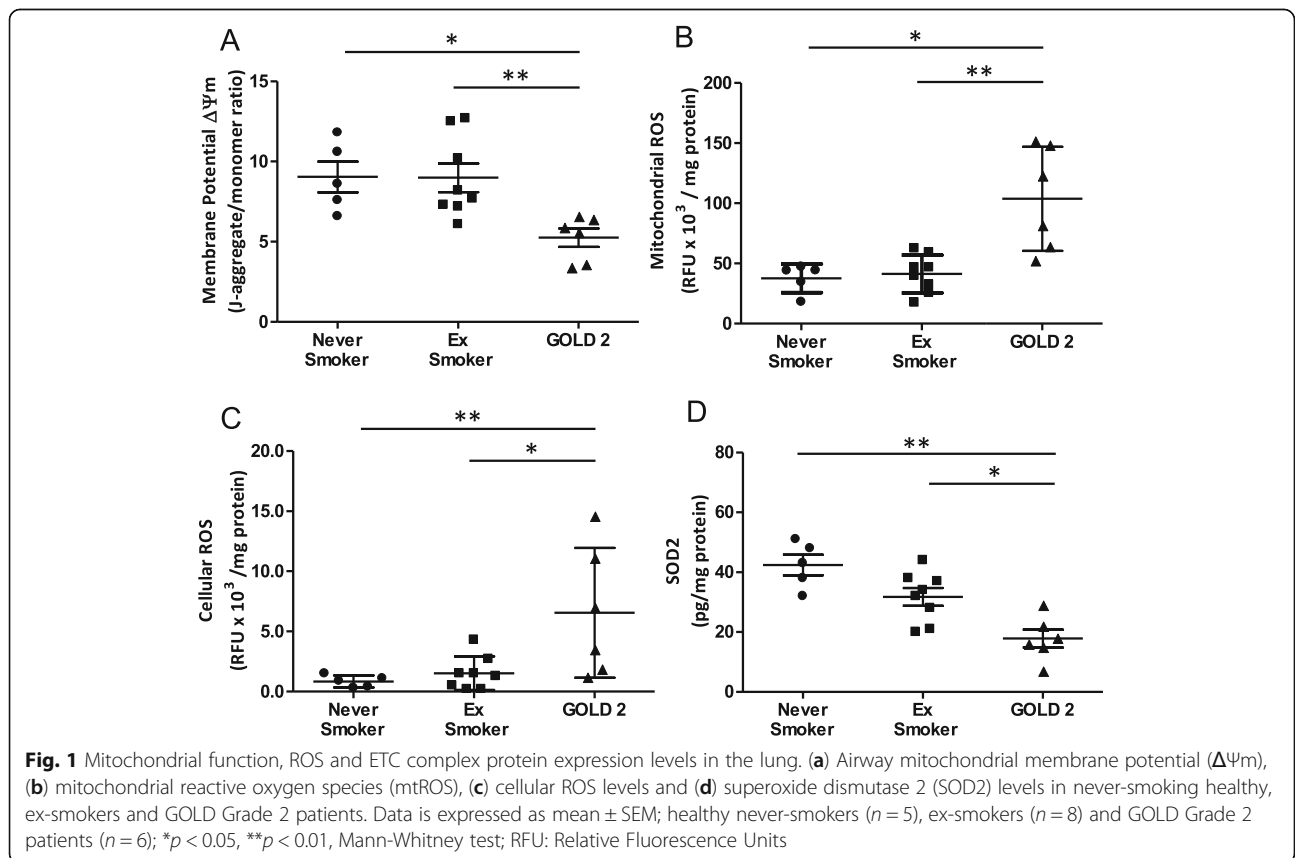 A
*
**
Membrane Potential ΔΨm
(J-aggregate/monomer ratio)
15
10
5
0
Never
Smoker
Ex
Smoker
GOLD 2
B
*
**
Mitochondrial ROS
(RFU x 10³ / mg protein)
200
150
100
50
0
Never
Smoker
Ex
Smoker
GOLD 2
C
**
*
Cellular ROS
(RFU x 10³ /mg protein)
20.0
15.0
10.0
5.0
0.0
Never
Smoker
Ex
Smoker
GOLD 2
D
**
*
SOD2
(pg/mg protein)
80
60
40
20
0
Never
Smoker
Ex
Smoker
GOLD 2
Fig. 1 Mitochondrial function, ROS and ETC complex protein expression levels in the lung. (a) Airway mitochondrial membrane potential (ΔΨm),
(b) mitochondrial reactive oxygen species (mtROS), (c) cellular ROS levels and (d) superoxide dismutase 2 (SOD2) levels in never-smoking healthy,
ex-smokers and GOLD Grade 2 patients. Data is expressed as mean ± SEM; healthy never-smokers (n = 5), ex-smokers (n = 8) and GOLD Grade 2
patients (n = 6); *p < 0.05, **p < 0.01, Mann-Whitney test; RFU: Relative Fluorescence Units